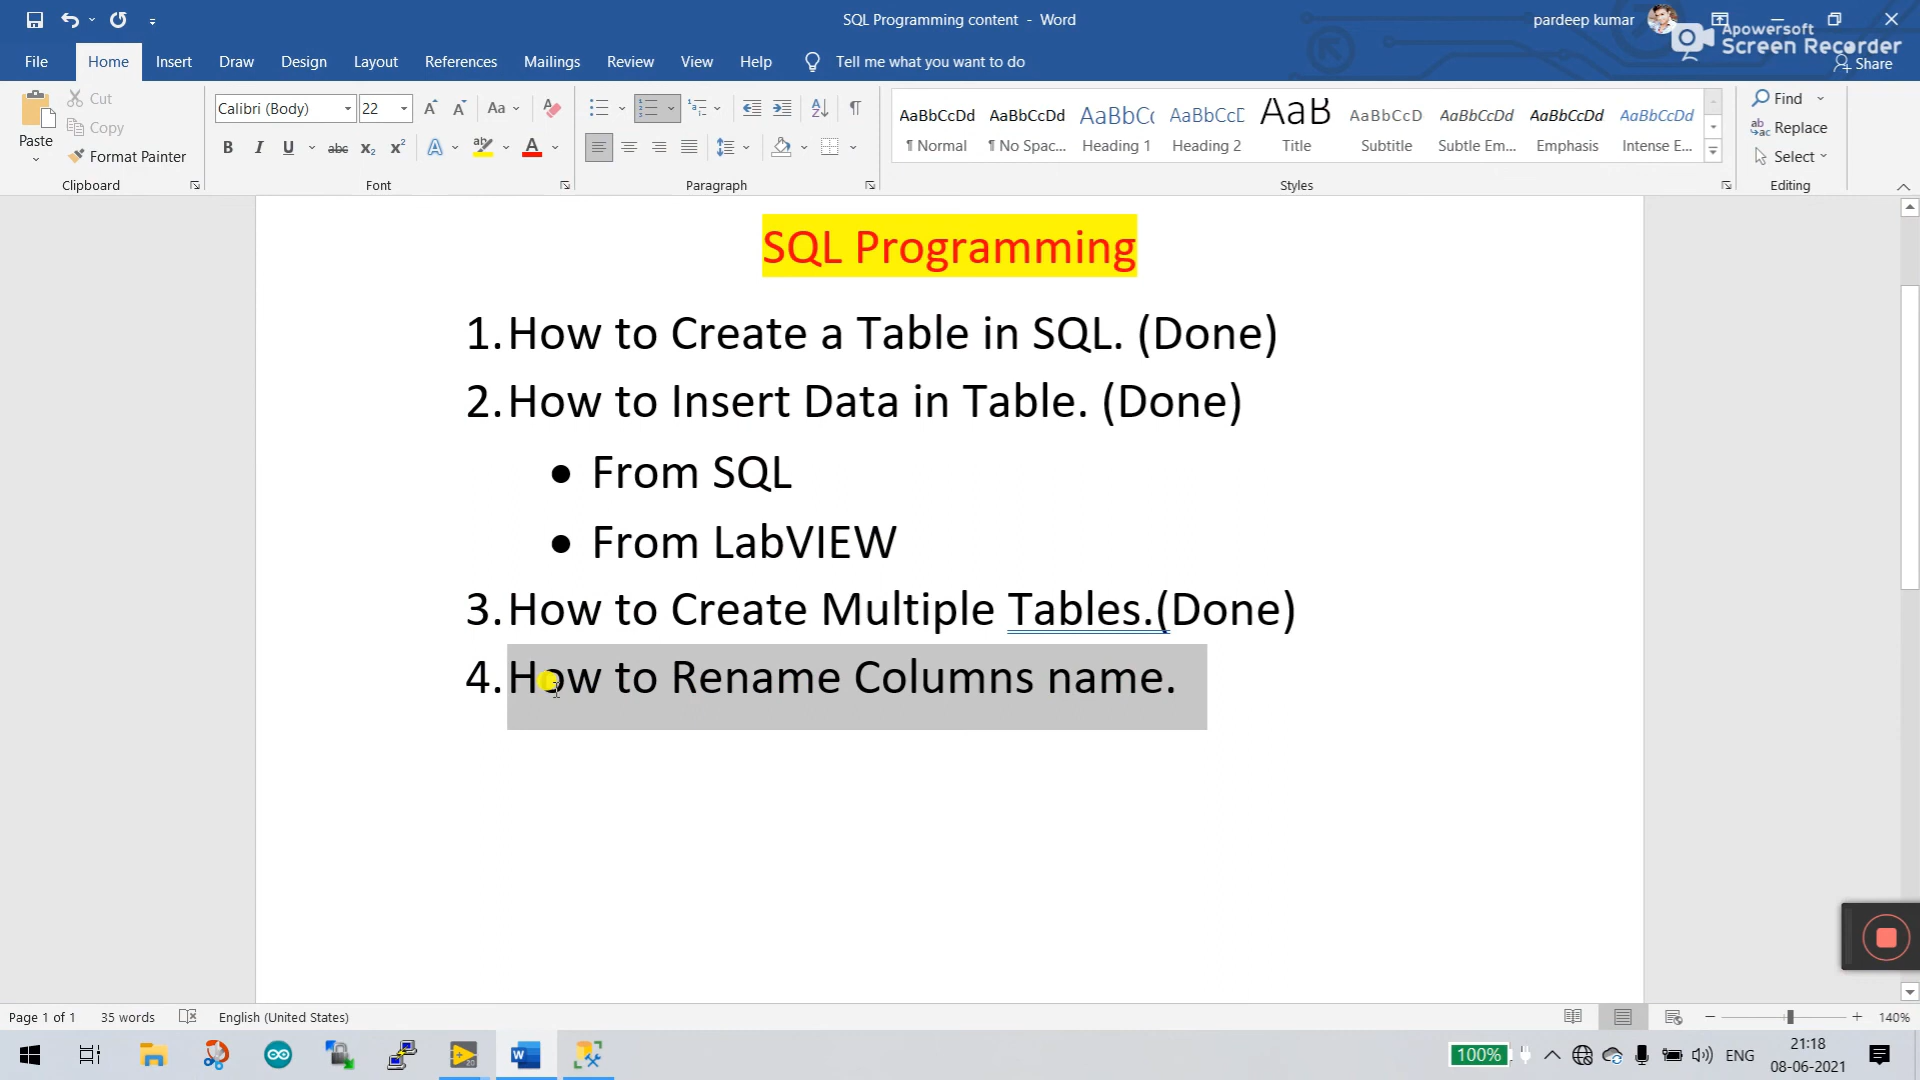 SQL Programming content - Word
pardeep kumar
Apowersoft
Screen Recorder
File Home Insert Draw Design Layout References Mailings Review View Help Tell me what you want to do Share
Paste
Cut
Copy
Format Painter
Clipboard
Calibri (Body) 22 Aa
B I U abc x₂ x² A A
Font
Paragraph
AaBbCcDd AaBbCcDd AaBbCc AaBbCcD AaB AaBbCcD AaBbCcDd AaBbCcDd AaBbCcDd
¶ Normal ¶ No Spac... Heading 1 Heading 2 Title Subtitle Subtle Em... Emphasis Intense E...
Styles
Find
Replace
Select
Editing
SQL Programming
1. How to Create a Table in SQL. (Done)
2. How to Insert Data in Table. (Done)
● From SQL
● From LabVIEW
3. How to Create Multiple Tables.(Done)
4. How to Rename Columns name.
Page 1 of 1 35 words English (United States) 140%
100% ENG 21:18
08-06-2021